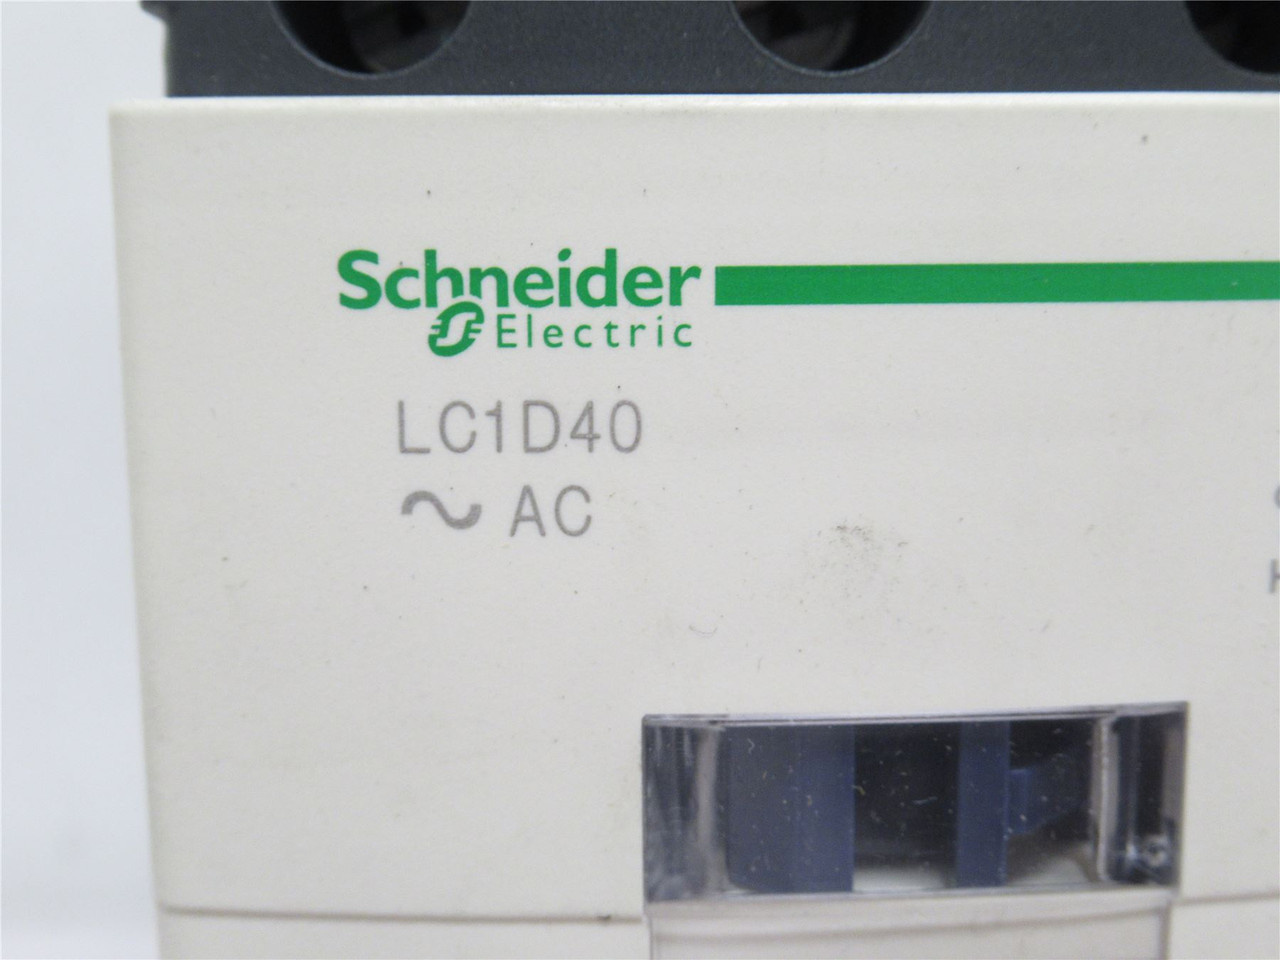 Schneider
Electric
LC1D40
~ AC